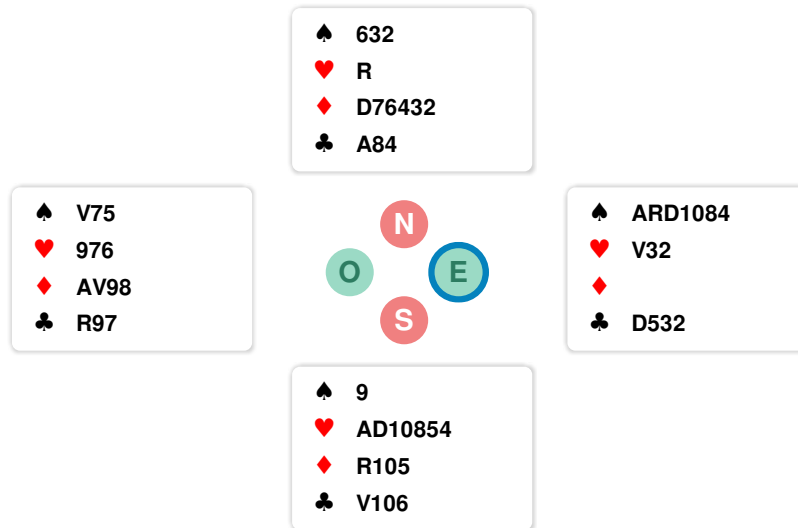 ♠ 632
♥ R
♦ D76432
♣ A84
♠ V75
♥ 976
♦ AV98
♣ R97
N
O E
S
♠ ARD1084
♥ V32
♦
♣ D532
♠ 9
♥ AD10854
♦ R105
♣ V106